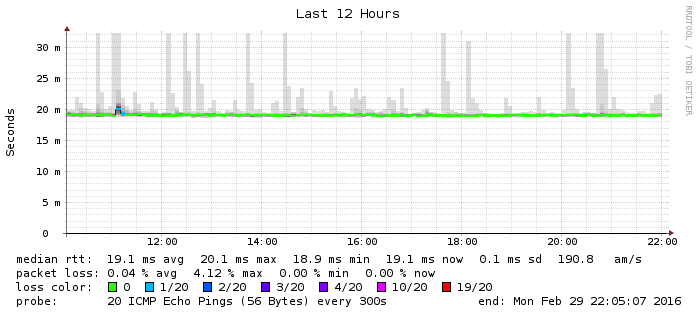 Last 12 Hours
RRDTOOL / TOBI OETIKER
Seconds
30 m
25 m
20 m
15 m
10 m
5 m
0
12:00 14:00 16:00 18:00 20:00 22:00
median rtt: 19.1 ms avg 20.1 ms max 18.9 ms min 19.1 ms now 0.1 ms sd 190.8 am/s
packet loss: 0.04 % avg 4.12 % max 0.00 % min 0.00 % now
loss color: 0 1/20 2/20 3/20 4/20 10/20 19/20
probe: 20 ICMP Echo Pings (56 Bytes) every 300s end: Mon Feb 29 22:05:07 2016